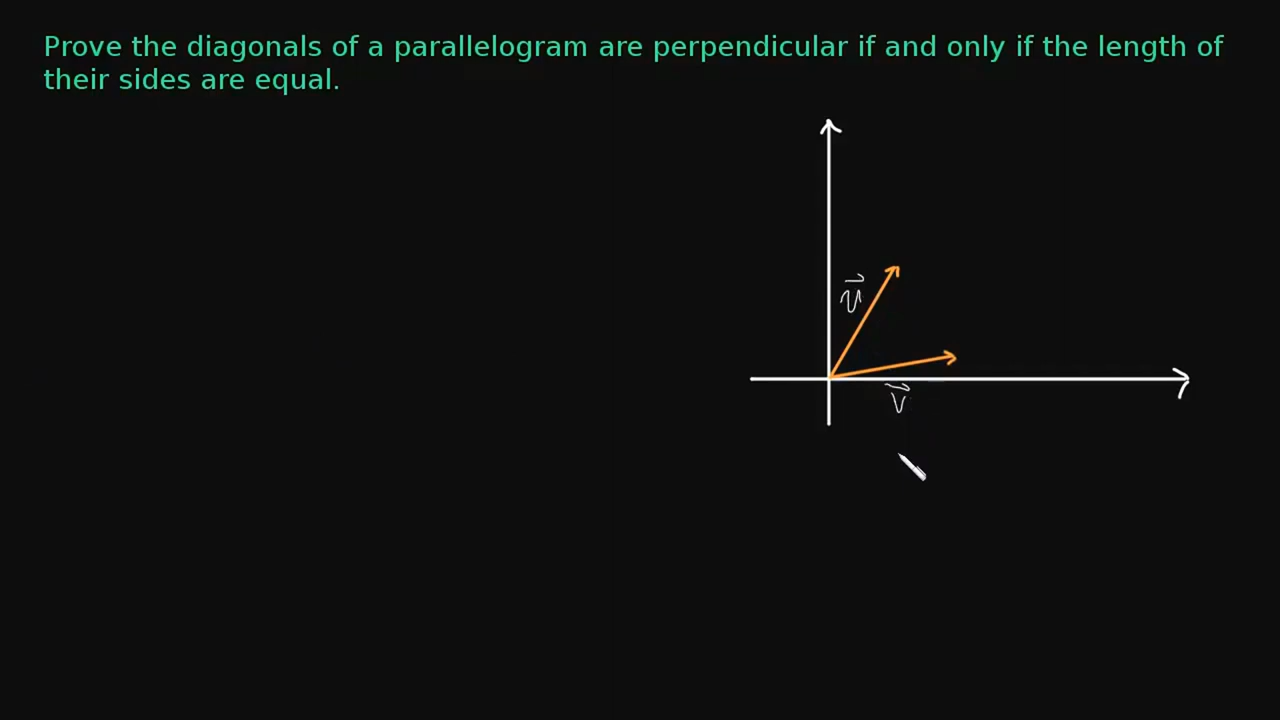 Prove the diagonals of a parallelogram are perpendicular if and only if the length of
their sides are equal.
u⃗
v⃗